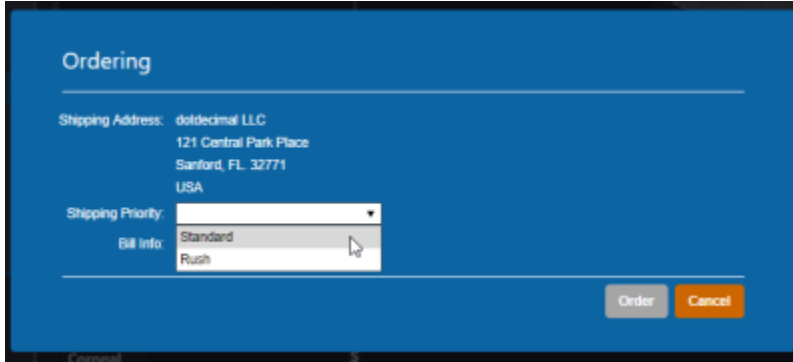 Ordering
Shipping Address: dotdecimal LLC
121 Central Park Place
Sanford, FL. 32771
USA
Shipping Priority:
Standard
Bill Info:
Rush
Order Cancel
Coronal S